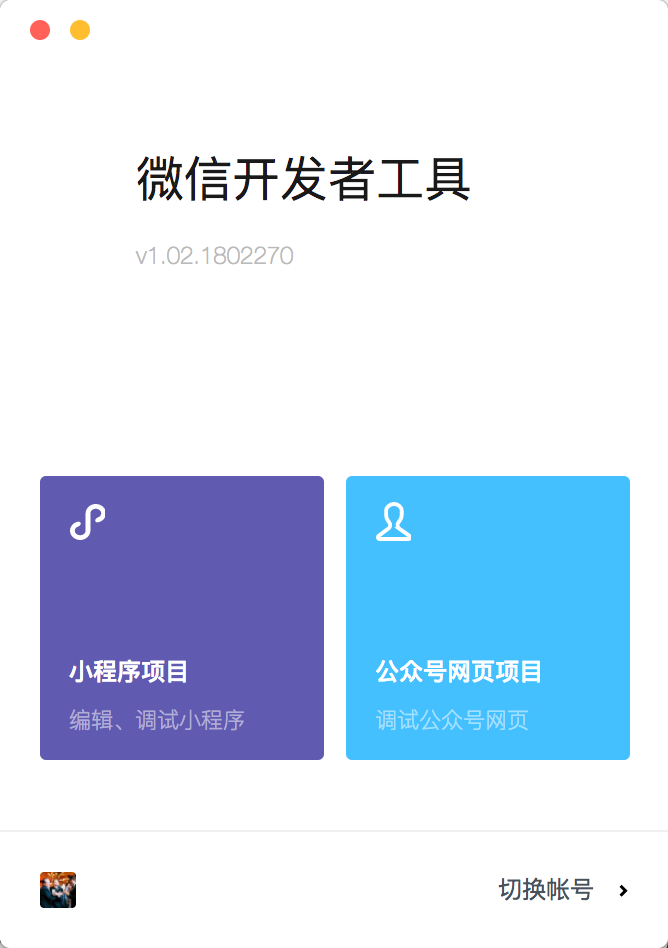 微信开发者工具
v1.02.1802270
小程序项目
编辑、调试小程序
公众号网页项目
调试公众号网页
切换帐号